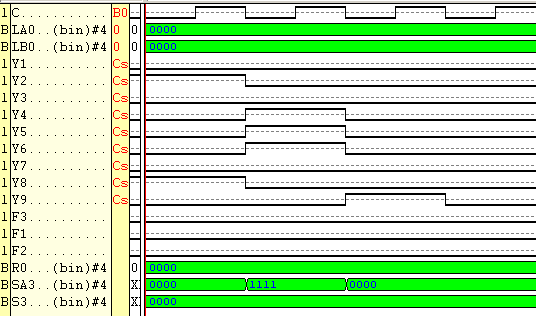 1 C........... B0
B LA0..(bin)#4 0 0 0000
B LB0..(bin)#4 0 0 0000
1 Y1.......... Cs
1 Y2.......... Cs
1 Y3.......... Cs
1 Y4.......... Cs
1 Y5.......... Cs
1 Y6.......... Cs
1 Y7.......... Cs
1 Y8.......... Cs
1 Y9.......... Cs
1 F3..........
1 F1..........
1 F2..........
B R0...(bin)#4 0 0000
B SA3..(bin)#4 X 0000 1111 0000
B S3...(bin)#4 X 0000